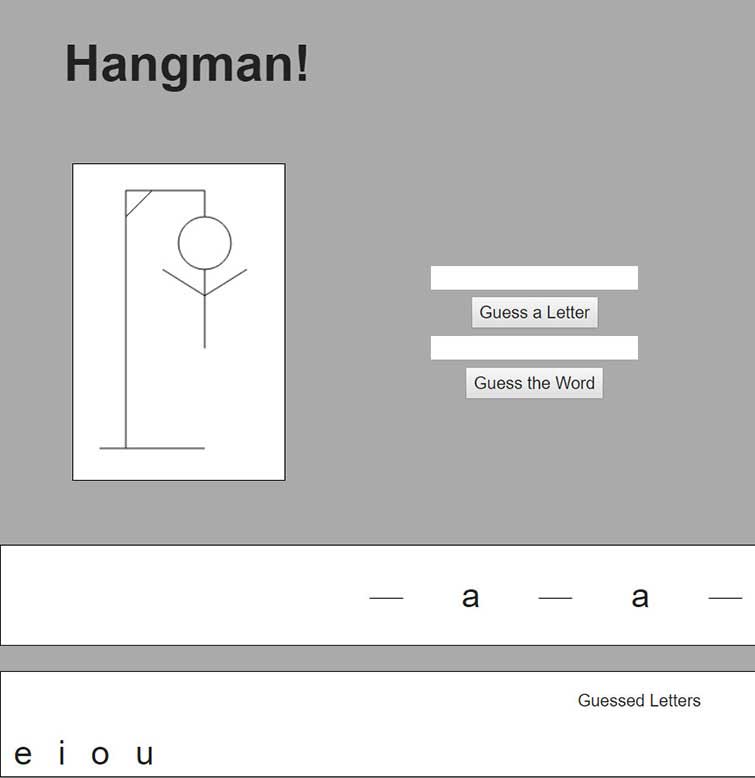 Hangman!
Guess a Letter
Guess the Word
a a
Guessed Letters
e i o u